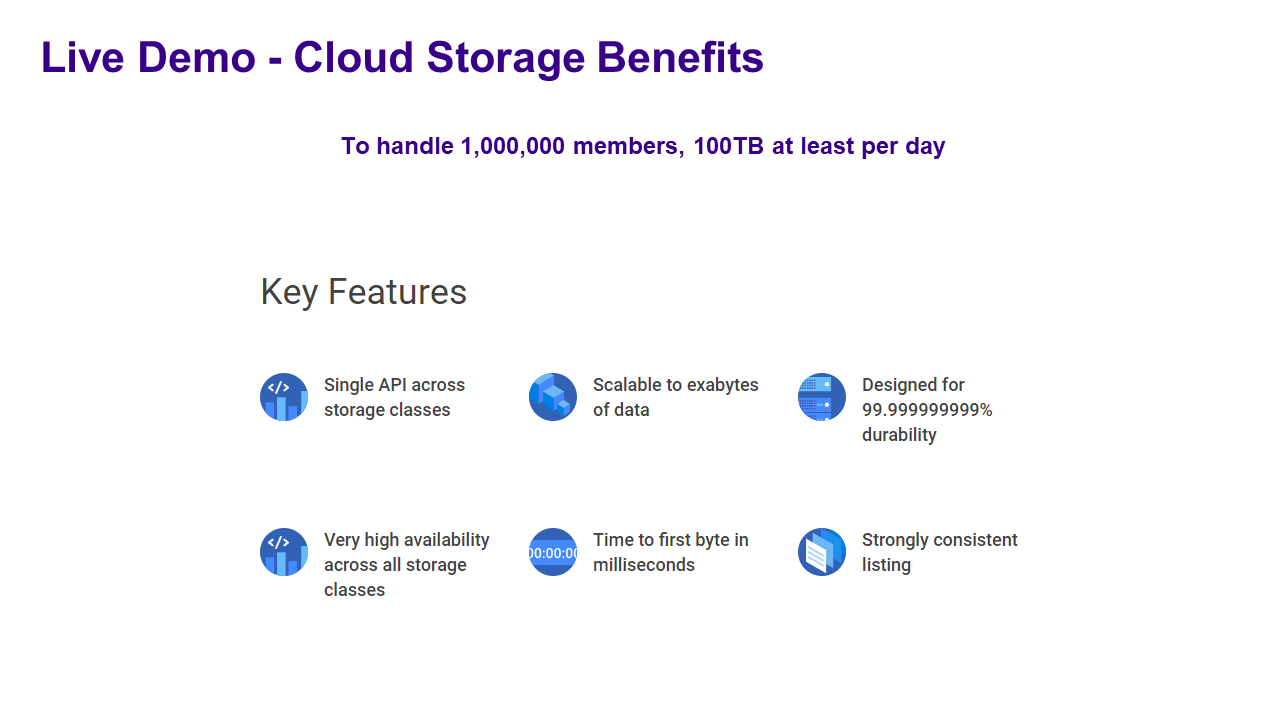 Live Demo - Cloud Storage Benefits
To handle 1,000,000 members, 100TB at least per day
Key Features
</>
Single API across
storage classes
Scalable to exabytes
of data
Designed for
99.999999999%
durability
</>
Very high availability
across all storage
classes
00:00:00
Time to first byte in
milliseconds
Strongly consistent
listing